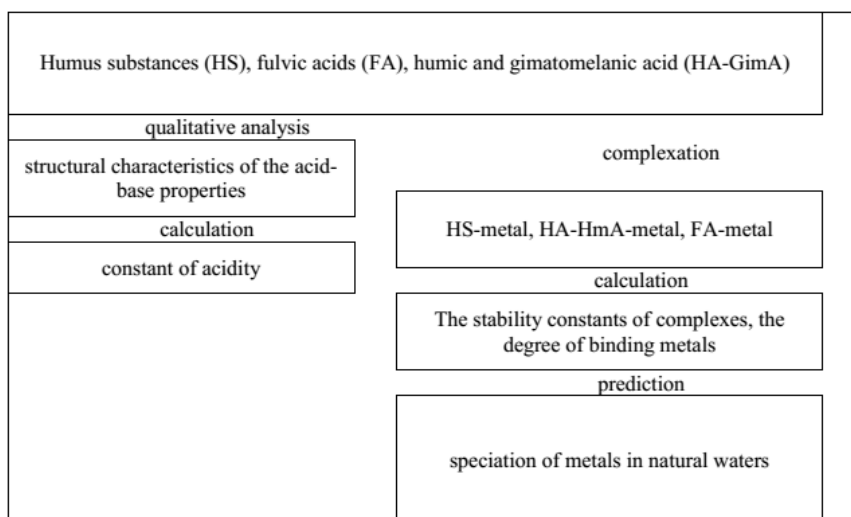 Humus substances (HS), fulvic acids (FA), humic and gimatomelanic acid (HA-GimA)
qualitative analysis
structural characteristics of the acid-
base properties
calculation
constant of acidity
complexation
HS-metal, HA-HmA-metal, FA-metal
calculation
The stability constants of complexes, the
degree of binding metals
prediction
speciation of metals in natural waters